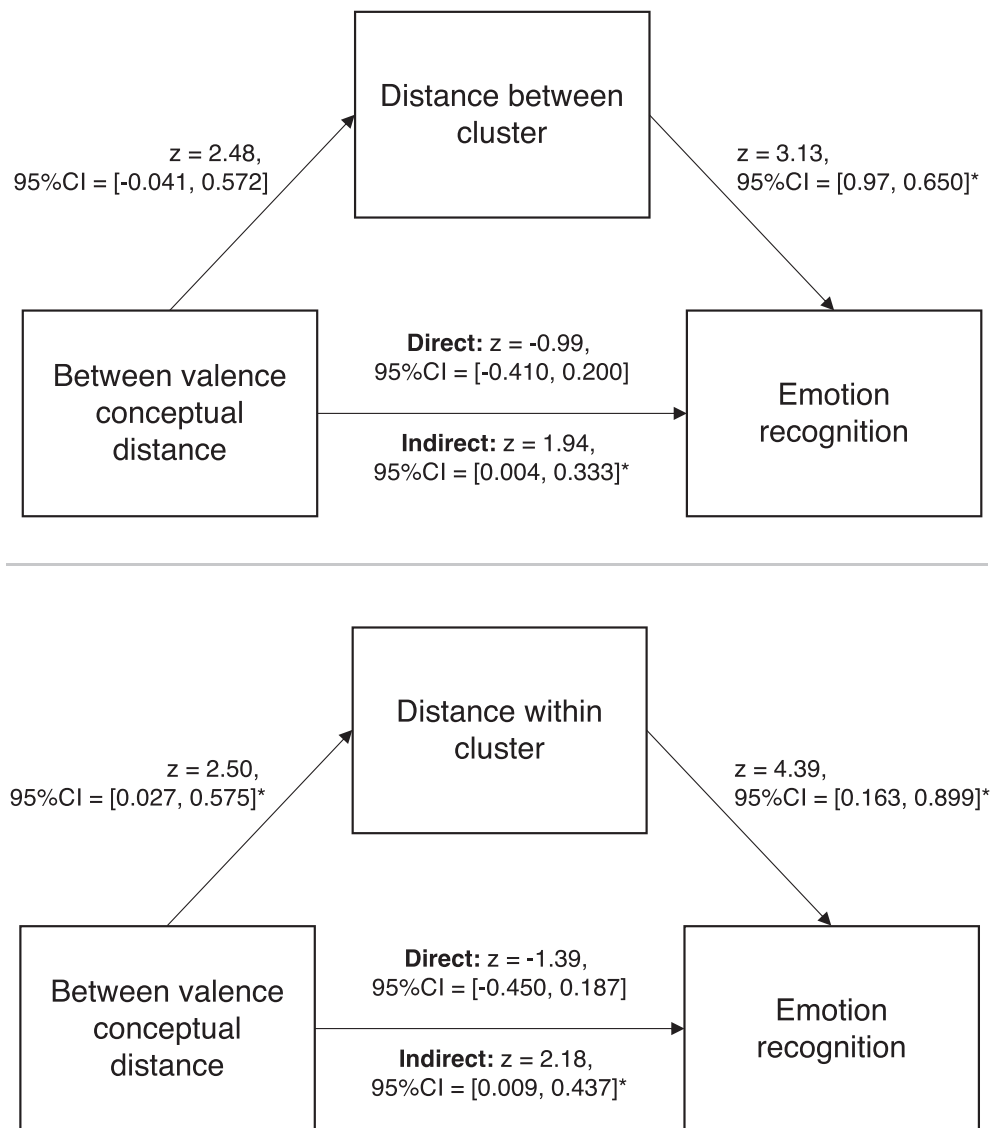 Distance between
cluster
z = 2.48,
95%CI = [-0.041, 0.572]
z = 3.13,
95%CI = [0.97, 0.650]*
Between valence
conceptual
distance
Direct: z = -0.99,
95%CI = [-0.410, 0.200]
Indirect: z = 1.94,
95%CI = [0.004, 0.333]*
Emotion
recognition
Distance within
cluster
z = 2.50,
95%CI = [0.027, 0.575]*
z = 4.39,
95%CI = [0.163, 0.899]*
Between valence
conceptual
distance
Direct: z = -1.39,
95%CI = [-0.450, 0.187]
Indirect: z = 2.18,
95%CI = [0.009, 0.437]*
Emotion
recognition